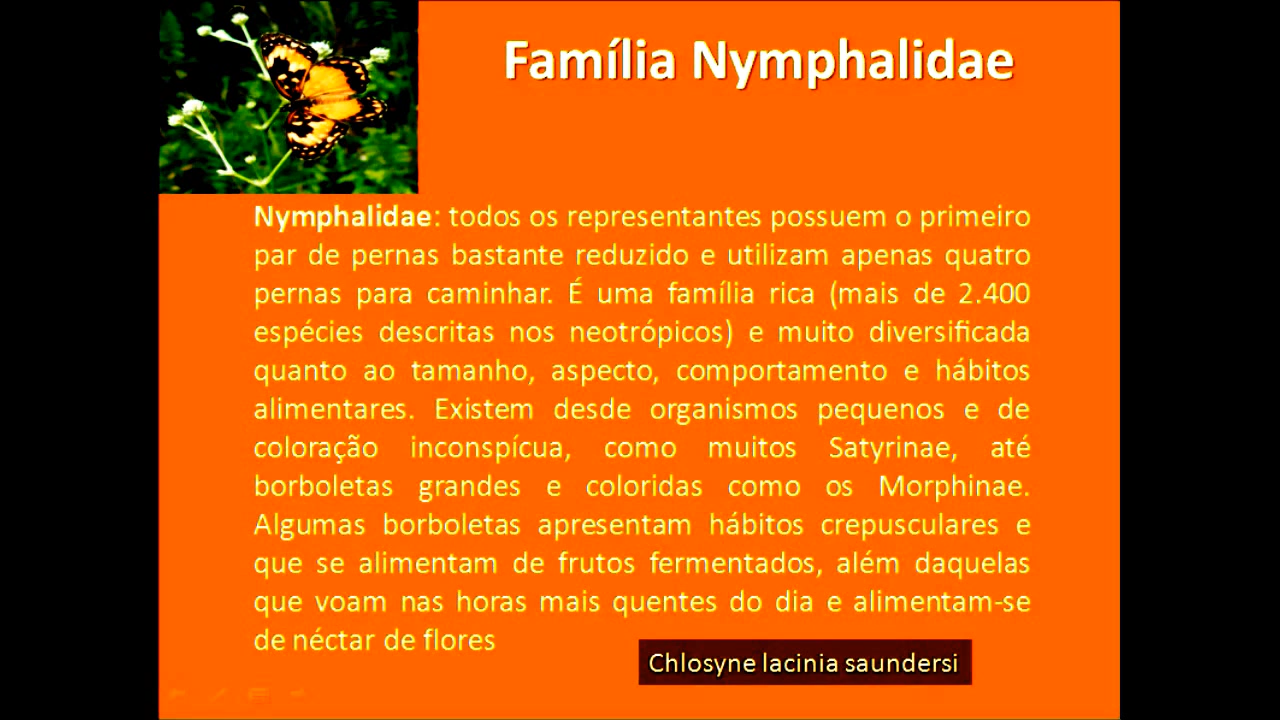 Família Nymphalidae
Nymphalidae: todos os representantes possuem o primeiro
par de pernas bastante reduzido e utilizam apenas quatro
pernas para caminhar. É uma família rica (mais de 2.400
espécies descritas nos neotrópicos) e muito diversificada
quanto ao tamanho, aspecto, comportamento e hábitos
alimentares. Existem desde organismos pequenos e de
coloração inconspícua, como muitos Satyrinae, até
borboletas grandes e coloridas como os Morphinae.
Algumas borboletas apresentam hábitos crepusculares e
que se alimentam de frutos fermentados, além daquelas
que voam nas horas mais quentes do dia e alimentam-se
de néctar de flores
Chlosyne lacinia saundersi